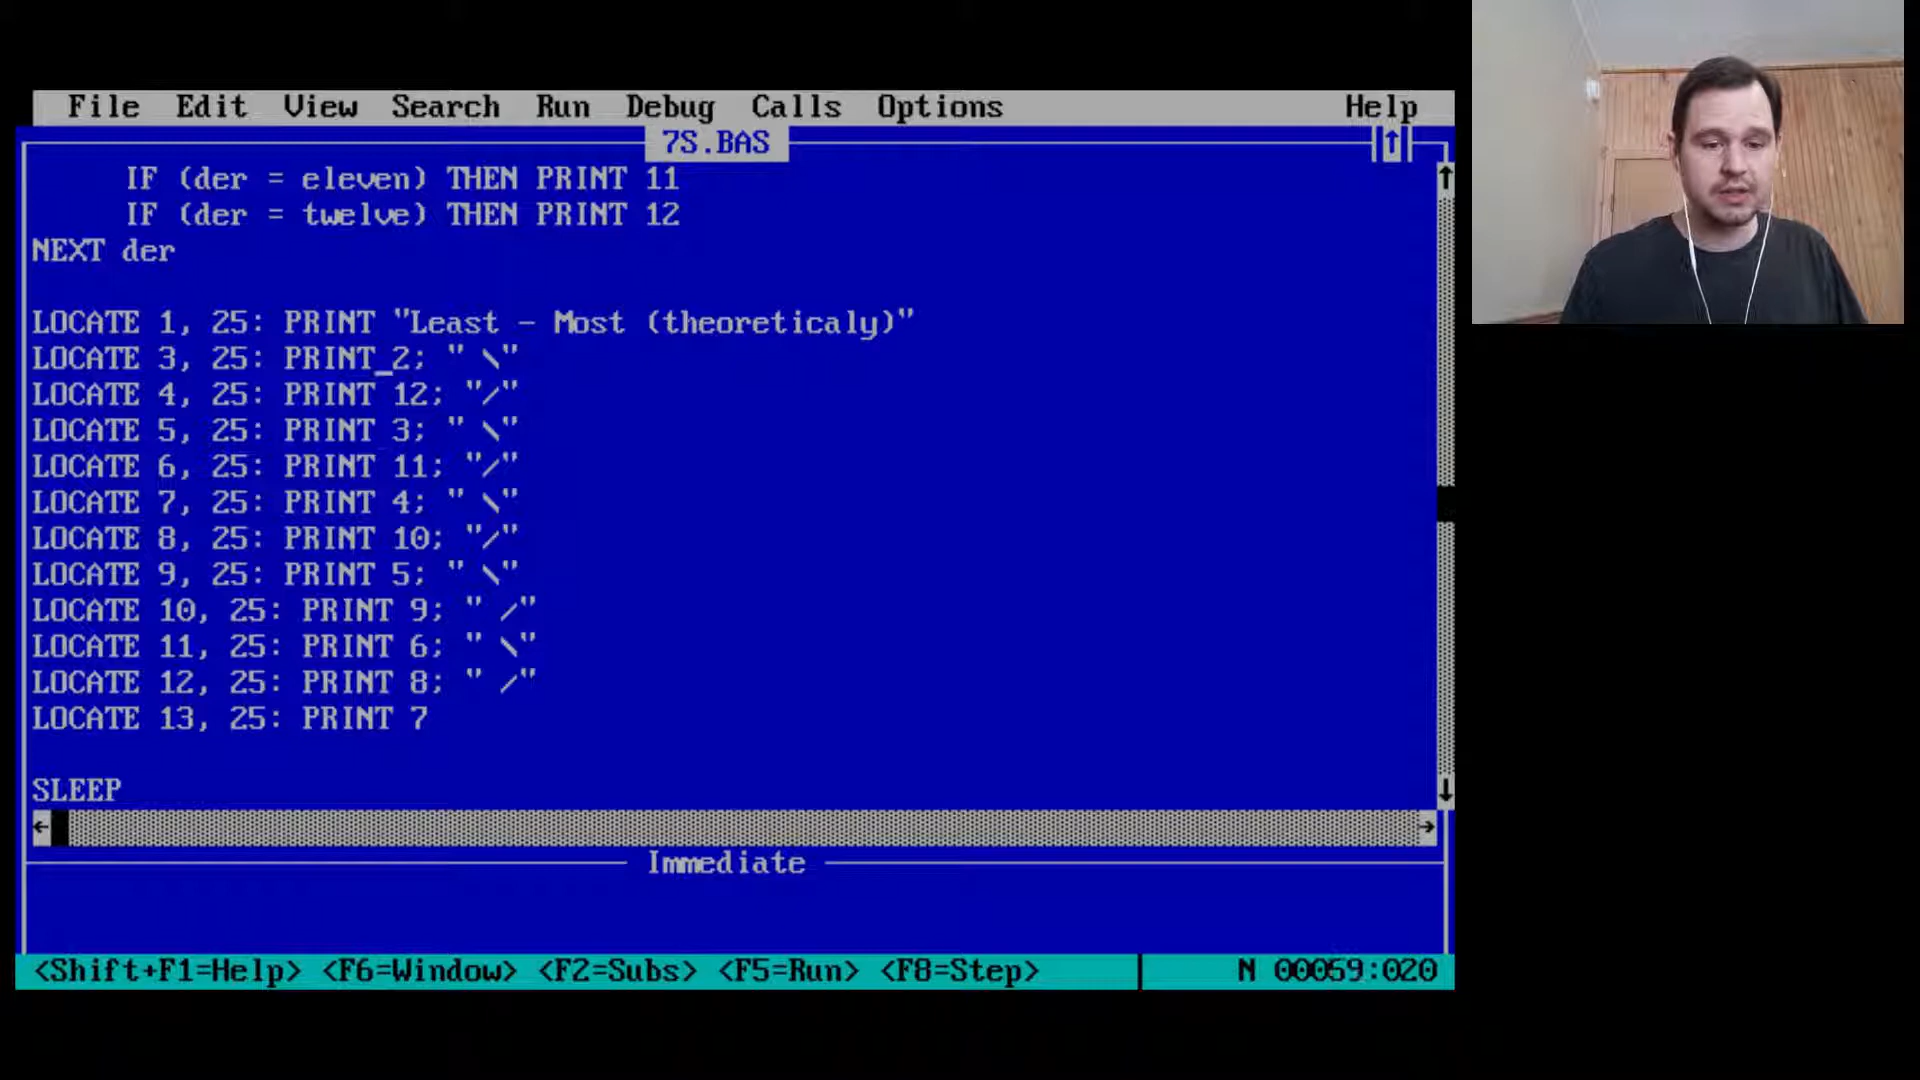 File Edit View Search Run Debug Calls Options Help
7S.BAS
IF (der = eleven) THEN PRINT 11
IF (der = twelve) THEN PRINT 12
NEXT der
LOCATE 1, 25: PRINT "Least - Most (theoreticaly)"
LOCATE 3, 25: PRINT 2; " \"
LOCATE 4, 25: PRINT 12; "/"
LOCATE 5, 25: PRINT 3; " \"
LOCATE 6, 25: PRINT 11; "/"
LOCATE 7, 25: PRINT 4; " \"
LOCATE 8, 25: PRINT 10; "/"
LOCATE 9, 25: PRINT 5; " \"
LOCATE 10, 25: PRINT 9; " /"
LOCATE 11, 25: PRINT 6; " \"
LOCATE 12, 25: PRINT 8; " /"
LOCATE 13, 25: PRINT 7
SLEEP
Immediate
<Shift+F1=Help> <F6=Window> <F2=Subs> <F5=Run> <F8=Step> N 00059:020